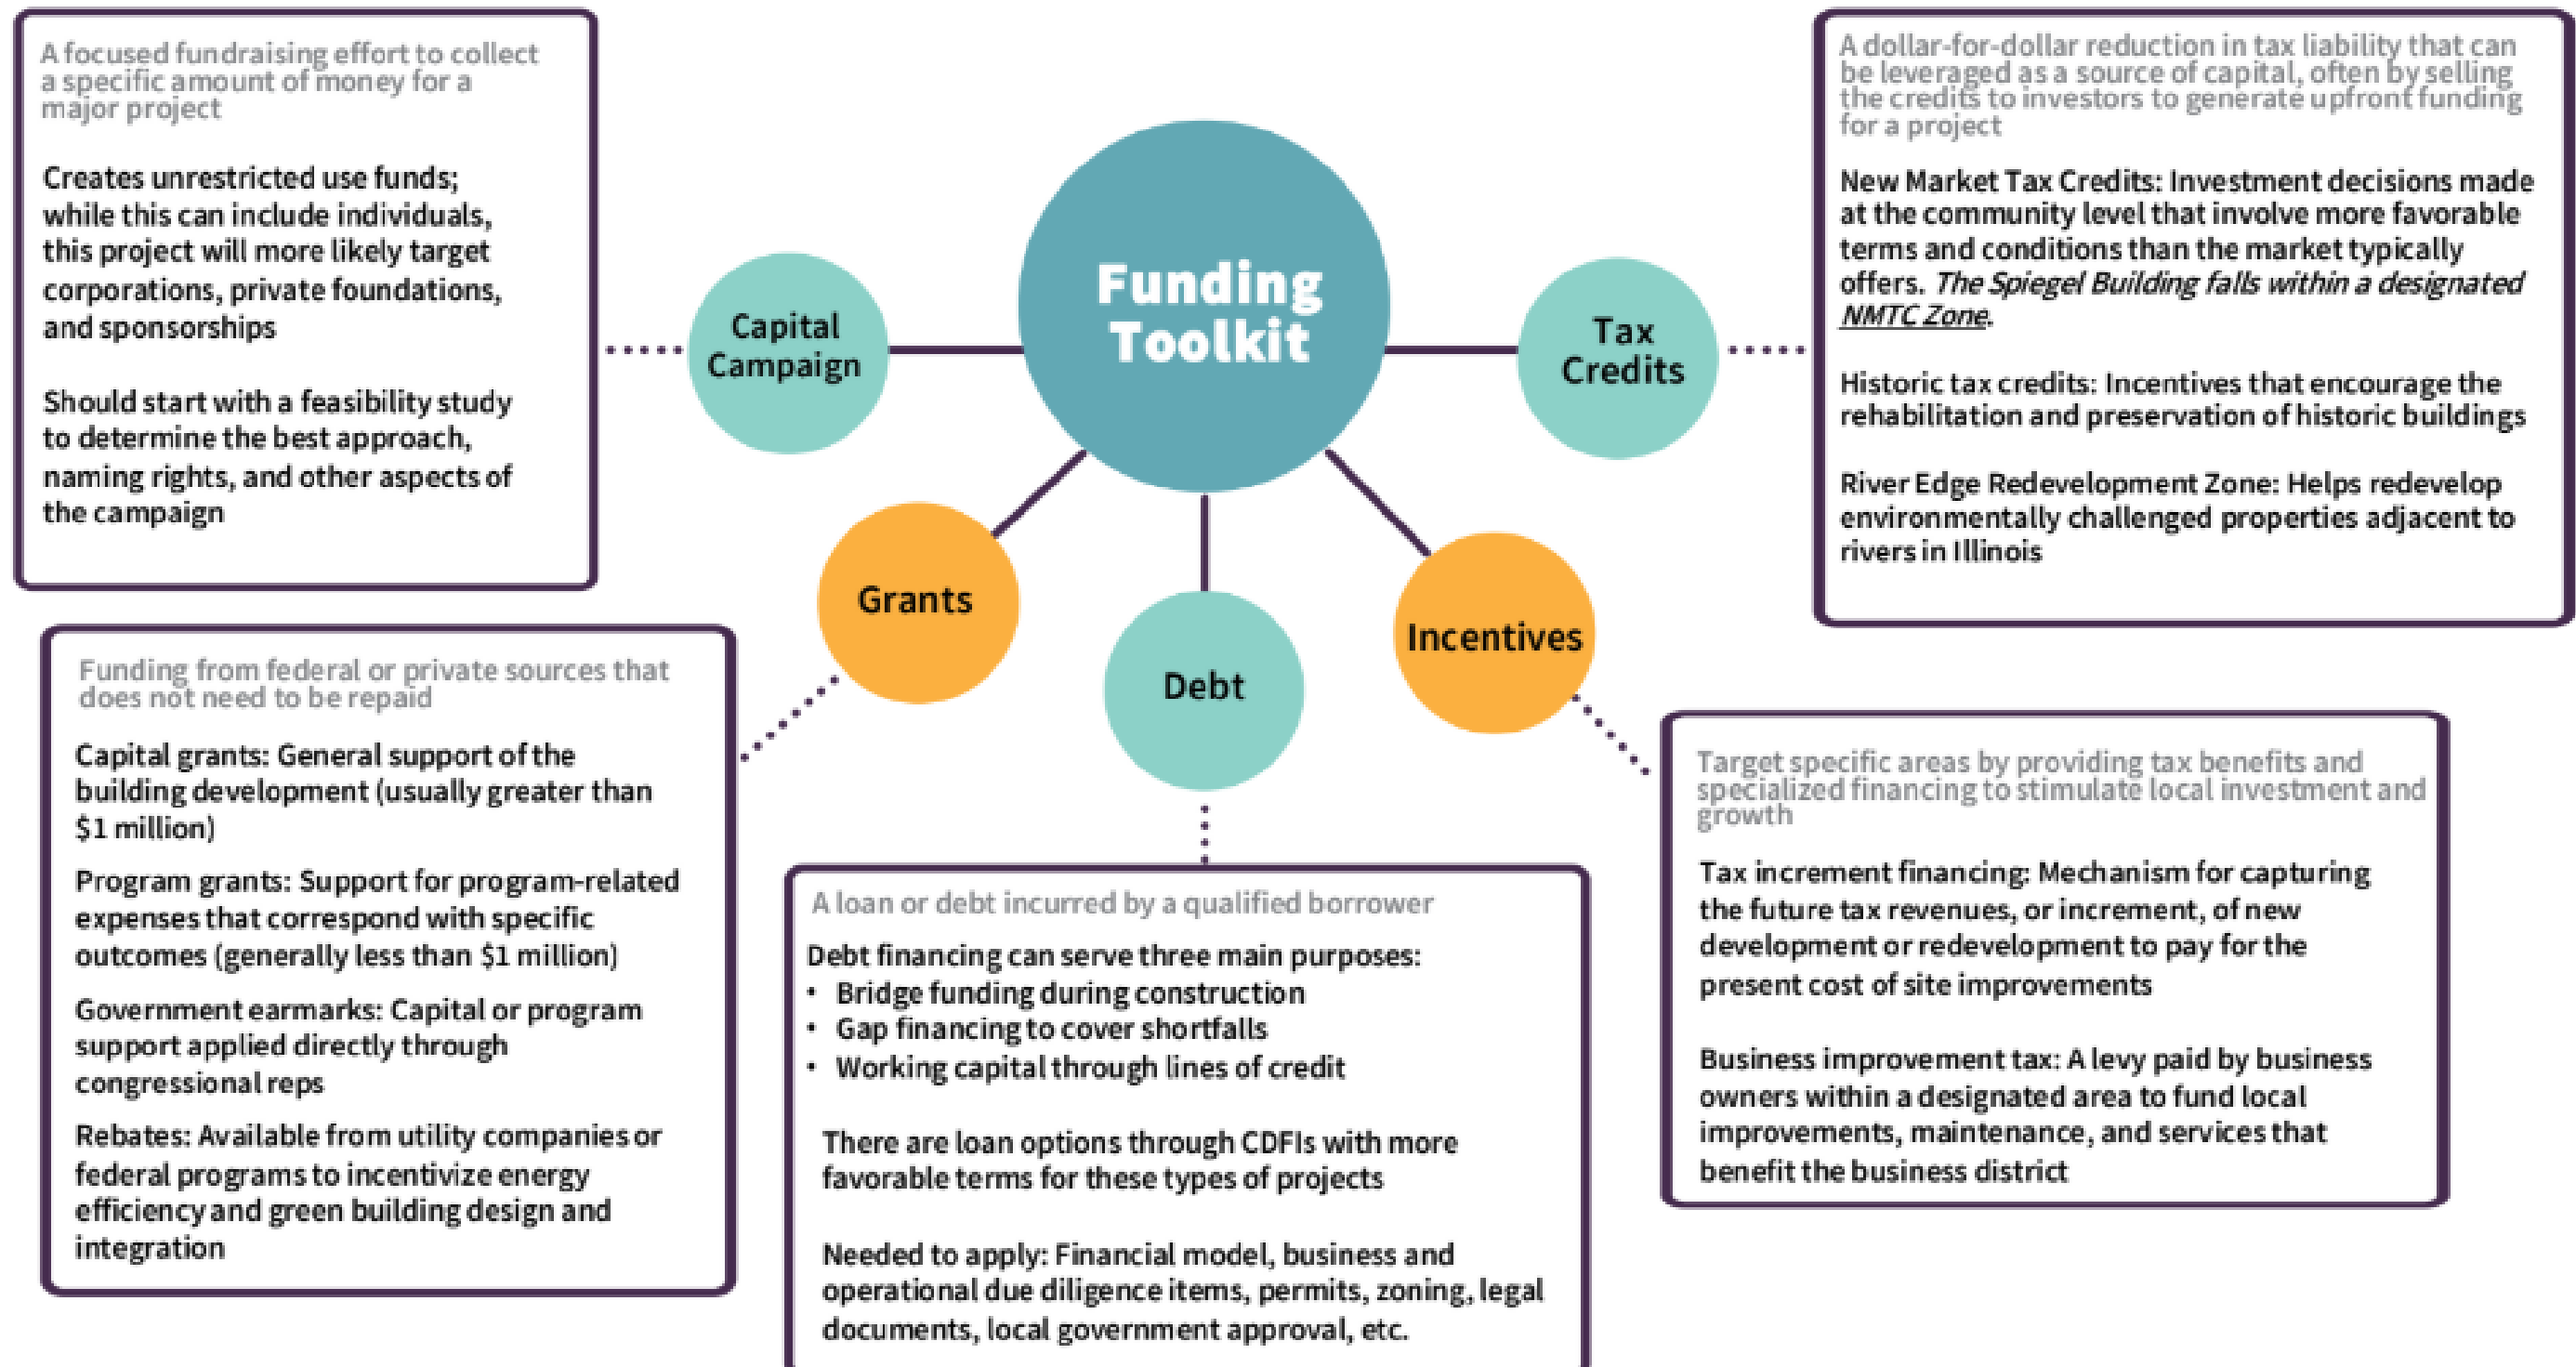 A focused fundraising effort to collect
a specific amount of money for a
major project
Creates unrestricted use funds;
while this can include individuals,
this project will more likely target
corporations, private foundations,
and sponsorships
Should start with a feasibility study
to determine the best approach,
naming rights, and other aspects of
the campaign
Capital
Campaign
Funding
Toolkit
Tax
Credits
A dollar-for-dollar reduction in tax liability that can
be leveraged as a source of capital, often by selling
the credits to investors to generate upfront funding
for a project
New Market Tax Credits: Investment decisions made
at the community level that involve more favorable
terms and conditions than the market typically
offers. The Spiegel Building falls within a designated
NMTC Zone.
Historic tax credits: Incentives that encourage the
rehabilitation and preservation of historic buildings
River Edge Redevelopment Zone: Helps redevelop
environmentally challenged properties adjacent to
rivers in Illinois
Grants
Debt
Incentives
Funding from federal or private sources that
does not need to be repaid
Capital grants: General support of the
building development (usually greater than
$1 million)
Program grants: Support for program-related
expenses that correspond with specific
outcomes (generally less than $1 million)
Government earmarks: Capital or program
support applied directly through
congressional reps
Rebates: Available from utility companies or
federal programs to incentivize energy
efficiency and green building design and
integration
A loan or debt incurred by a qualified borrower
Debt financing can serve three main purposes:
• Bridge funding during construction
• Gap financing to cover shortfalls
• Working capital through lines of credit
There are loan options through CDFIs with more
favorable terms for these types of projects
Needed to apply: Financial model, business and
operational due diligence items, permits, zoning, legal
documents, local government approval, etc.
Target specific areas by providing tax benefits and
specialized financing to stimulate local investment and
growth
Tax increment financing: Mechanism for capturing
the future tax revenues, or increment, of new
development or redevelopment to pay for the
present cost of site improvements
Business improvement tax: A levy paid by business
owners within a designated area to fund local
improvements, maintenance, and services that
benefit the business district